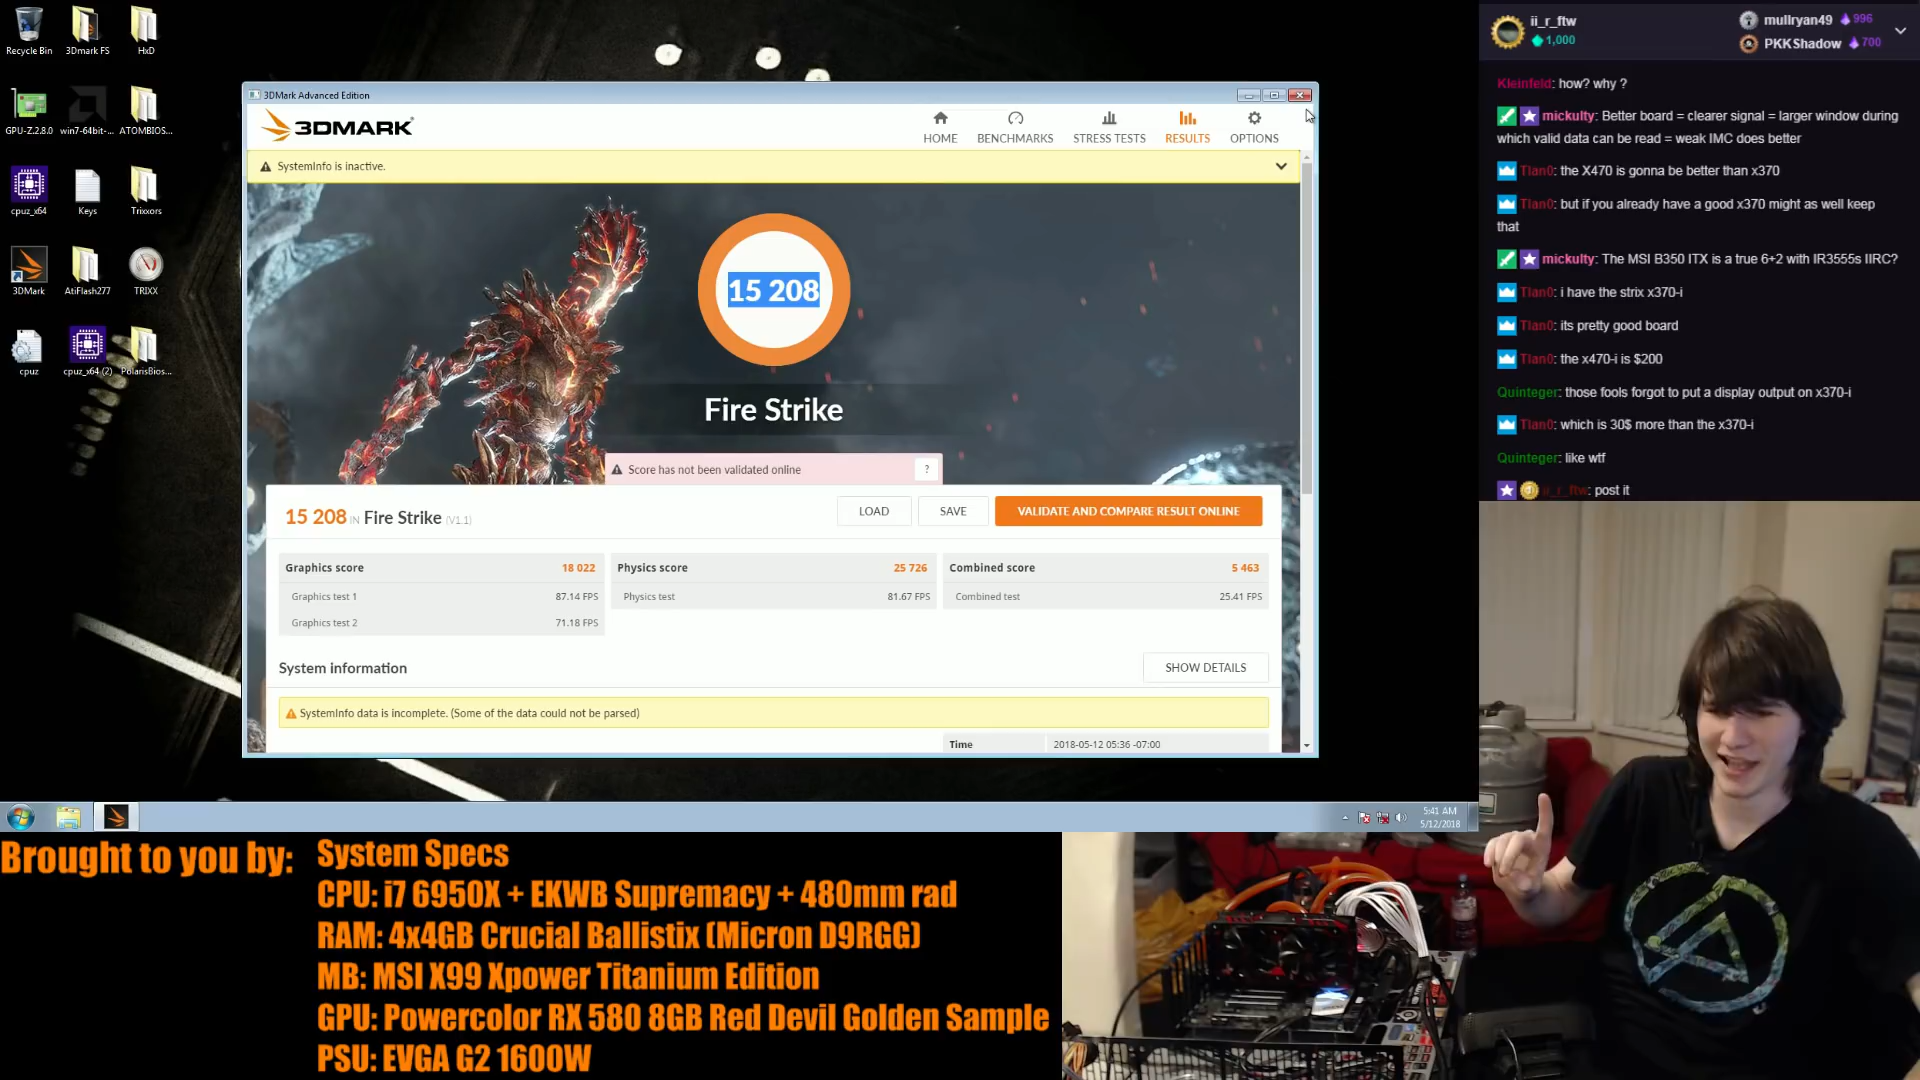 Recycle Bin
3Dmark FS
HxD
GPU-Z.2.8.0
win7-64bit-...
ATOMBIOS...
cpuz_x64
Keys
Trixxors
3DMark
AtiFlash277
TRIXX
cpuz
cpuz_x64 (2)
PolarisBios...
3DMark Advanced Edition
3DMARK
HOME
BENCHMARKS
STRESS TESTS
RESULTS
OPTIONS
SystemInfo is inactive.
15 208
Fire Strike
Score has not been validated online
?
15 208 IN Fire Strike (V1.1)
LOAD
SAVE
VALIDATE AND COMPARE RESULT ONLINE
Graphics score 18 022
Graphics test 1 87.14 FPS
Graphics test 2 71.18 FPS
Physics score 25 726
Physics test 81.67 FPS
Combined score 5 463
Combined test 25.41 FPS
System information
SHOW DETAILS
SystemInfo data is incomplete. (Some of the data could not be parsed)
Time 2018-05-12 05:36 -07:00
5:41 AM
5/12/2018
ii_r_ftw
1,000
mullryan49 996
PKKShadow 700
Kleinfeld: how? why ?
mickulty: Better board = clearer signal = larger window during
which valid data can be read = weak IMC does better
Tlan0: the X470 is gonna be better than x370
Tlan0: but if you already have a good x370 might as well keep
that
mickulty: The MSI B350 ITX is a true 6+2 with IR3555s IIRC?
Tlan0: i have the strix x370-i
Tlan0: its pretty good board
Tlan0: the x470-i is $200
Quinteger: those fools forgot to put a display output on x370-i
Tlan0: which is 30$ more than the x370-i
Quinteger: like wtf
ii_r_ftw: post it
Brought to you by:
System Specs
CPU: i7 6950X + EKWB Supremacy + 480mm rad
RAM: 4x4GB Crucial Ballistix (Micron D9RGG)
MB: MSI X99 Xpower Titanium Edition
GPU: Powercolor RX 580 8GB Red Devil Golden Sample
PSU: EVGA G2 1600W